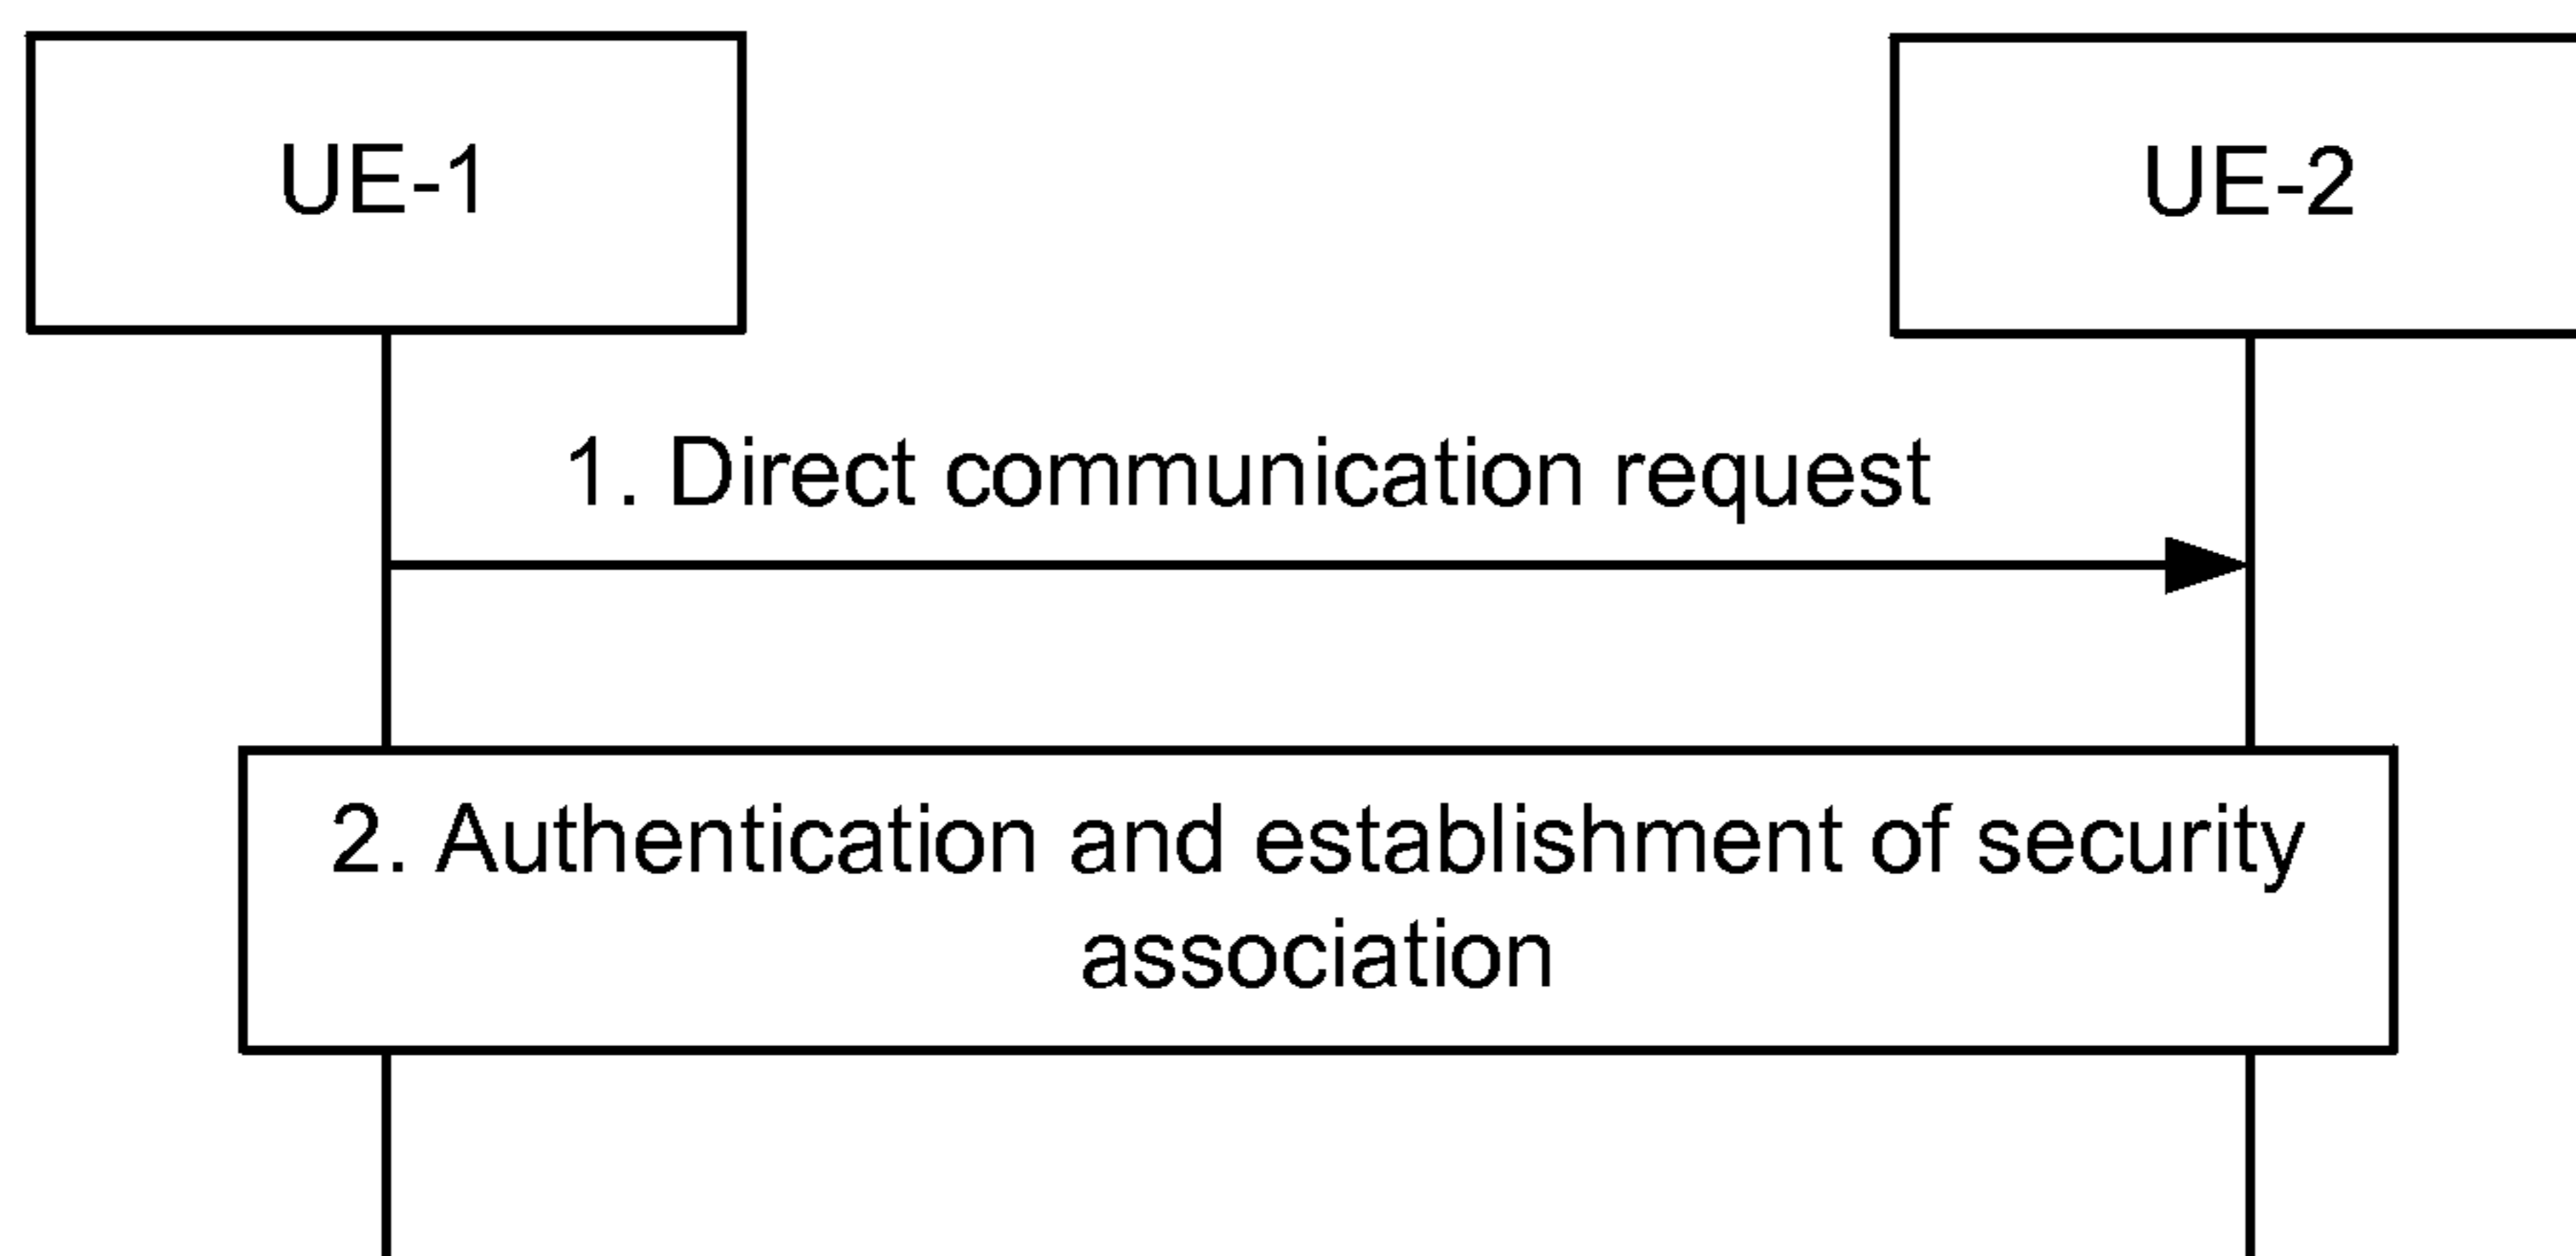 UE-1
UE-2
1. Direct communication request
2. Authentication and establishment of security
association